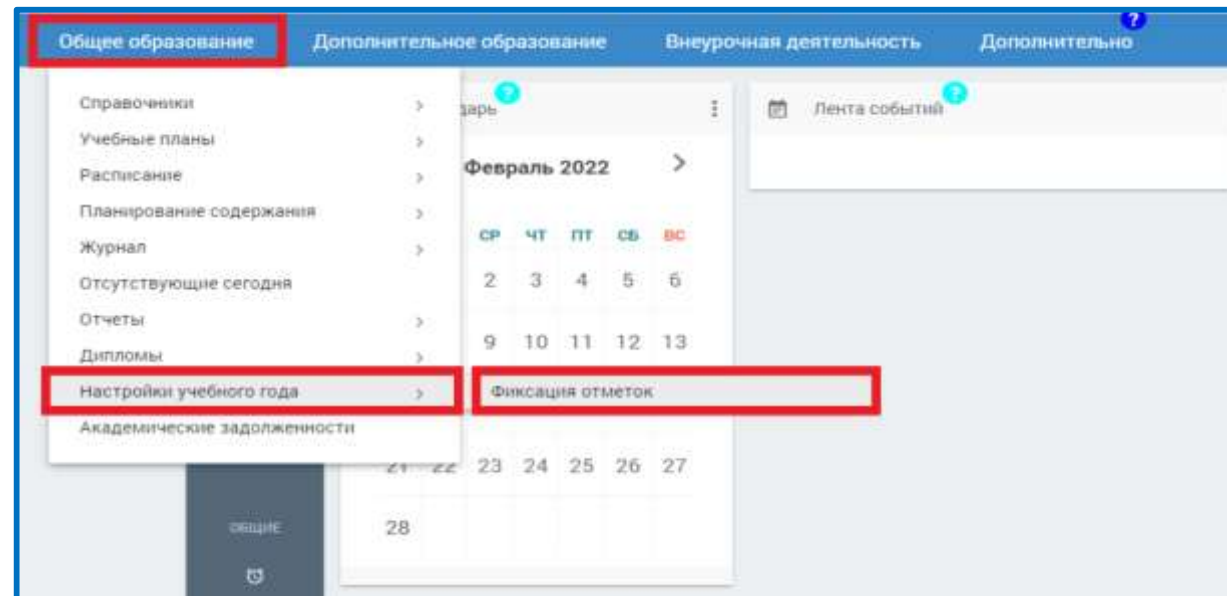 Общее образование Дополнительное образование Внеурочная деятельность Дополнительно ?
Справочники >
Учебные планы >
Расписание >
Планирование содержания >
Журнал >
Отсутствующие сегодня
Отчеты >
Дипломы >
Настройки учебного года > Фиксация отметок
Академические задолженности
дарь ?
Февраль 2022 >
СР ЧТ ПТ СБ ВС
2 3 4 5 6
9 10 11 12 13
21 22 23 24 25 26 27
28
Лента событий ?
ОБЩИЕ